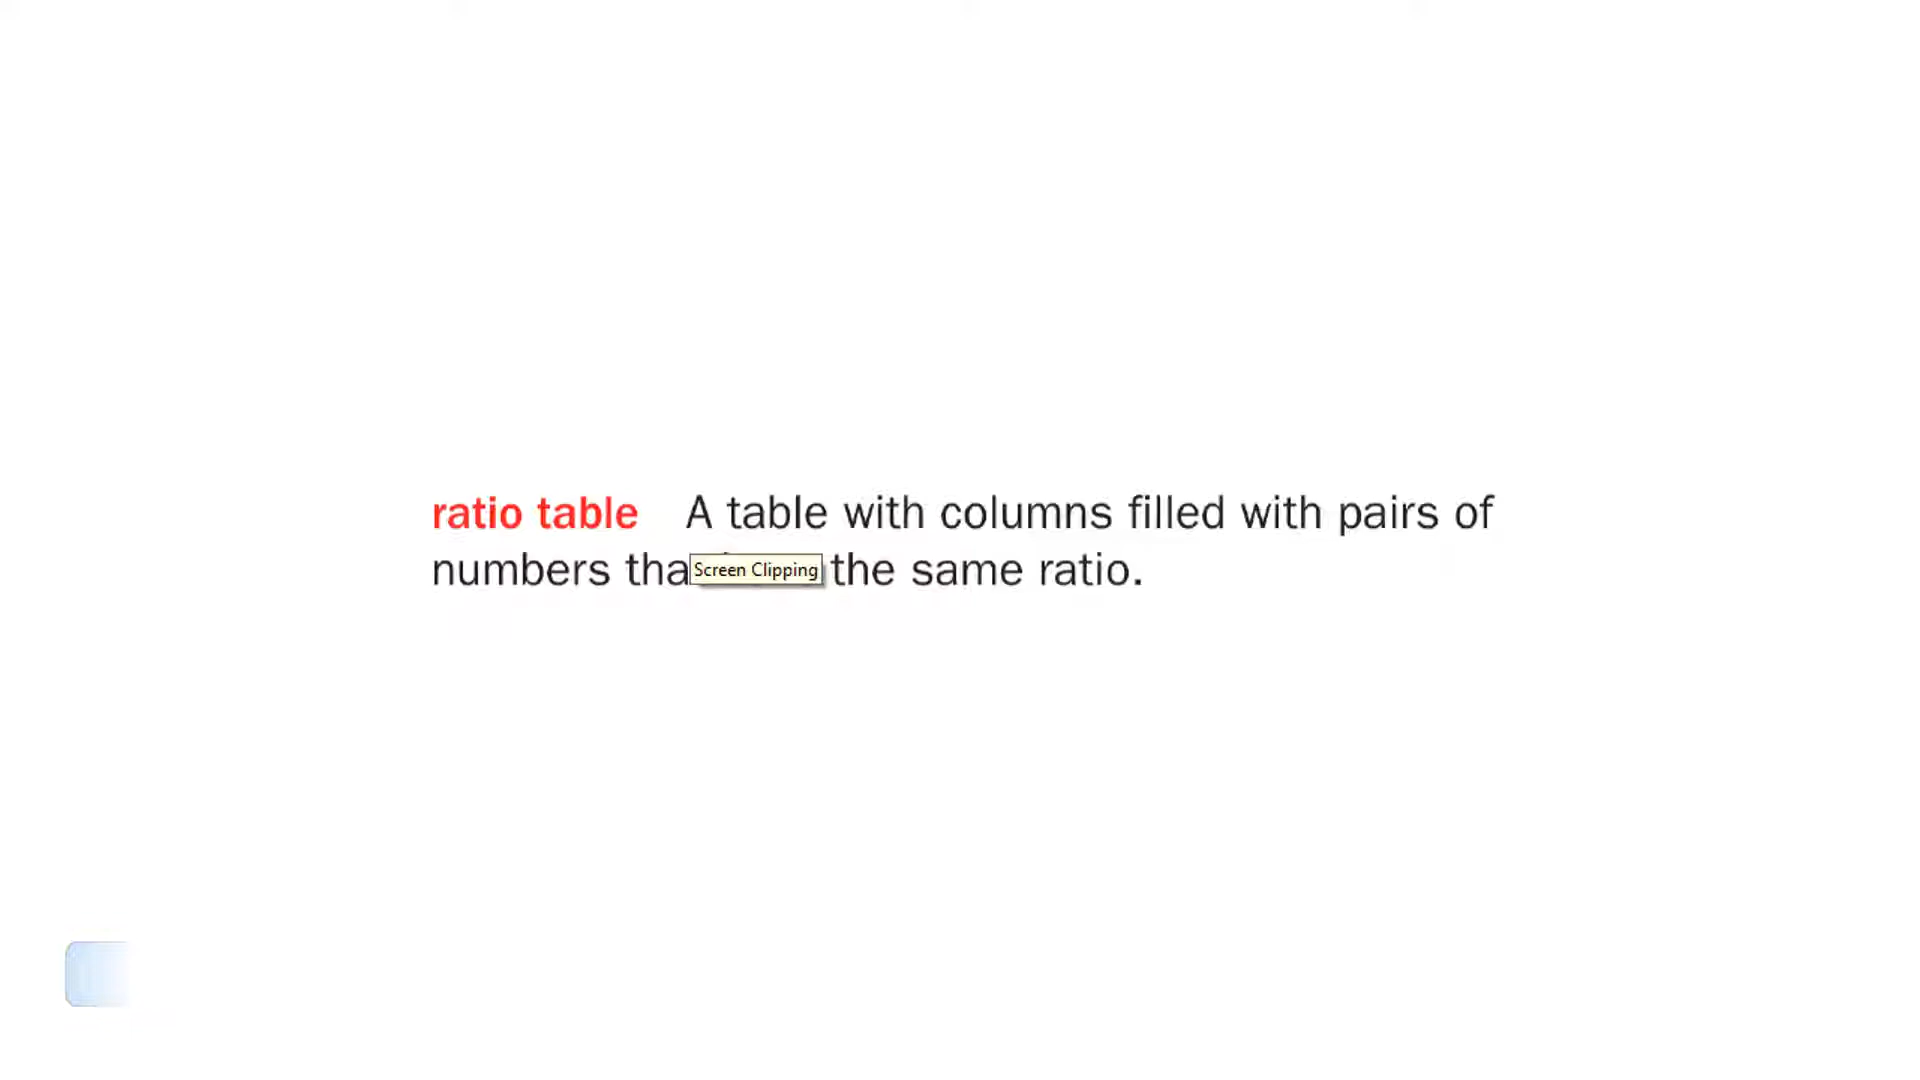 ratio table A table with columns filled with pairs of
numbers tha Screen Clipping the same ratio.